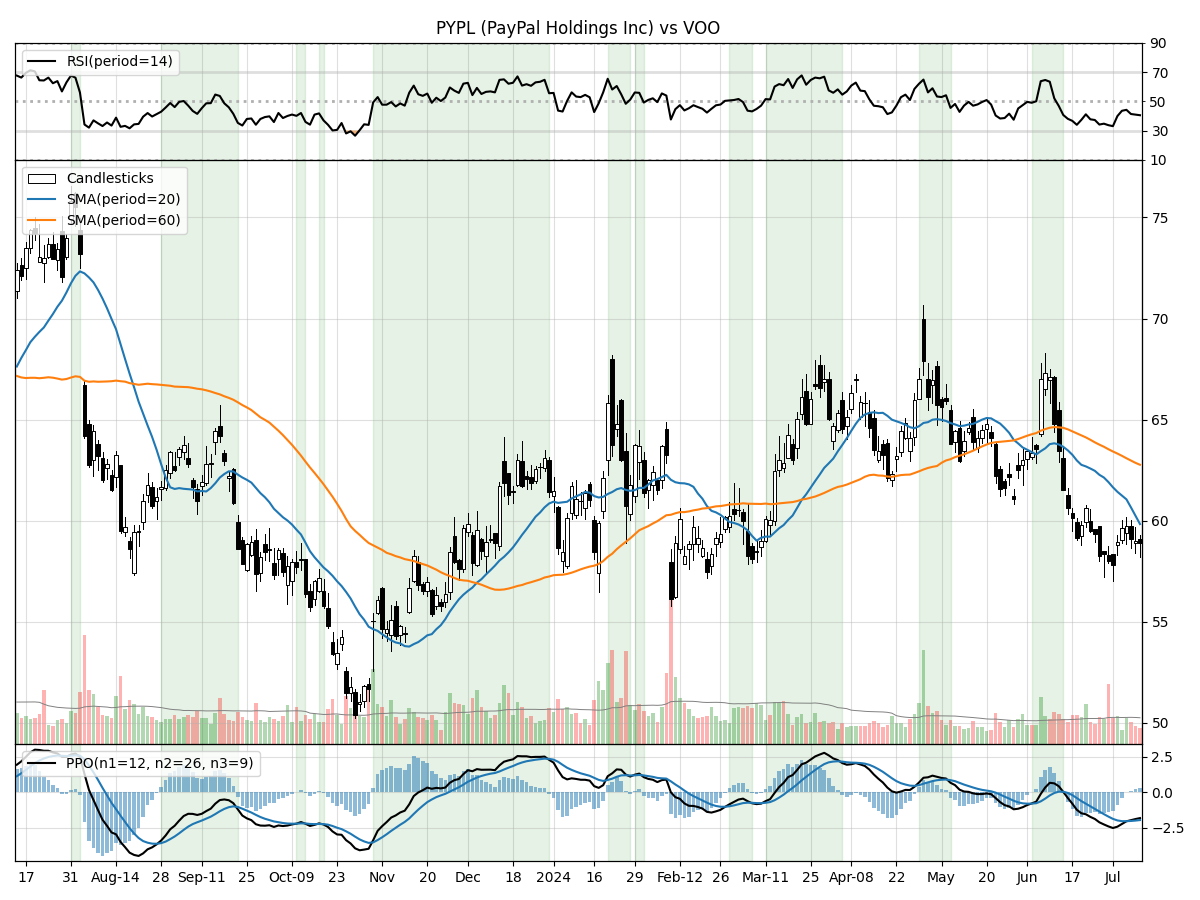 PYPL (PayPal Holdings Inc) vs VOO
RSI(period=14)
90
70
50
30
10
Candlesticks
SMA(period=20)
SMA(period=60)
75
70
65
60
55
50
PPO(n1=12, n2=26, n3=9)
2.5
0.0
−2.5
17 31 Aug-14 28 Sep-11 25 Oct-09 23 Nov 20 Dec 18 2024 16 29 Feb-12 26 Mar-11 25 Apr-08 22 May 20 Jun 17 Jul